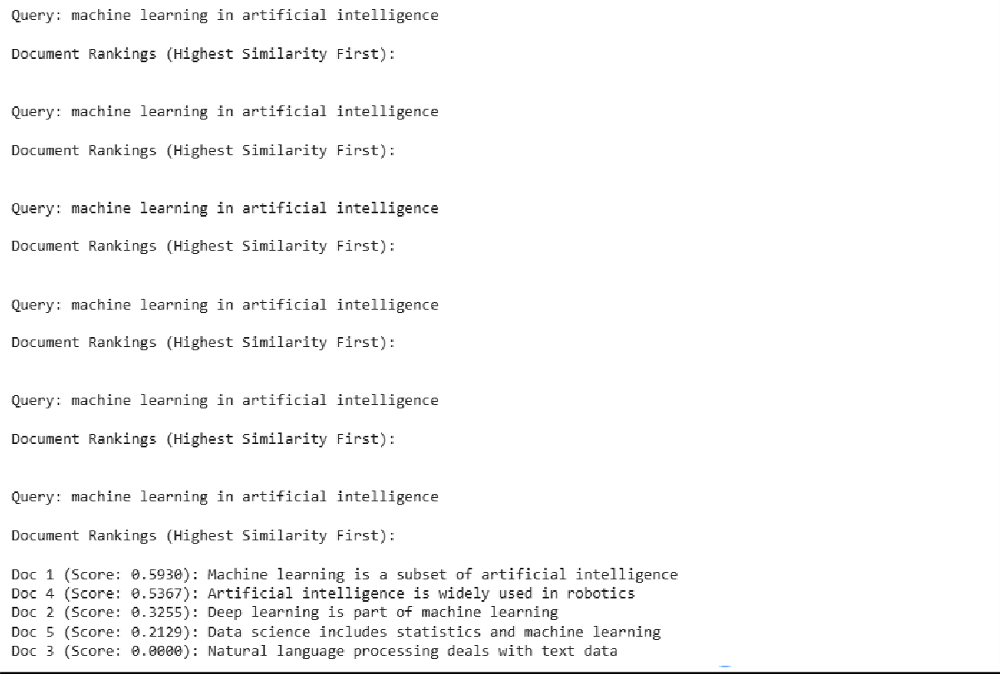 Query: machine learning in artificial intelligence
Document Rankings (Highest Similarity First):
Query: machine learning in artificial intelligence
Document Rankings (Highest Similarity First):
Query: machine learning in artificial intelligence
Document Rankings (Highest Similarity First):
Query: machine learning in artificial intelligence
Document Rankings (Highest Similarity First):
Query: machine learning in artificial intelligence
Document Rankings (Highest Similarity First):
Query: machine learning in artificial intelligence
Document Rankings (Highest Similarity First):
Doc 1 (Score: 0.5930): Machine learning is a subset of artificial intelligence
Doc 4 (Score: 0.5367): Artificial intelligence is widely used in robotics
Doc 2 (Score: 0.3255): Deep learning is part of machine learning
Doc 5 (Score: 0.2129): Data science includes statistics and machine learning
Doc 3 (Score: 0.0000): Natural language processing deals with text data